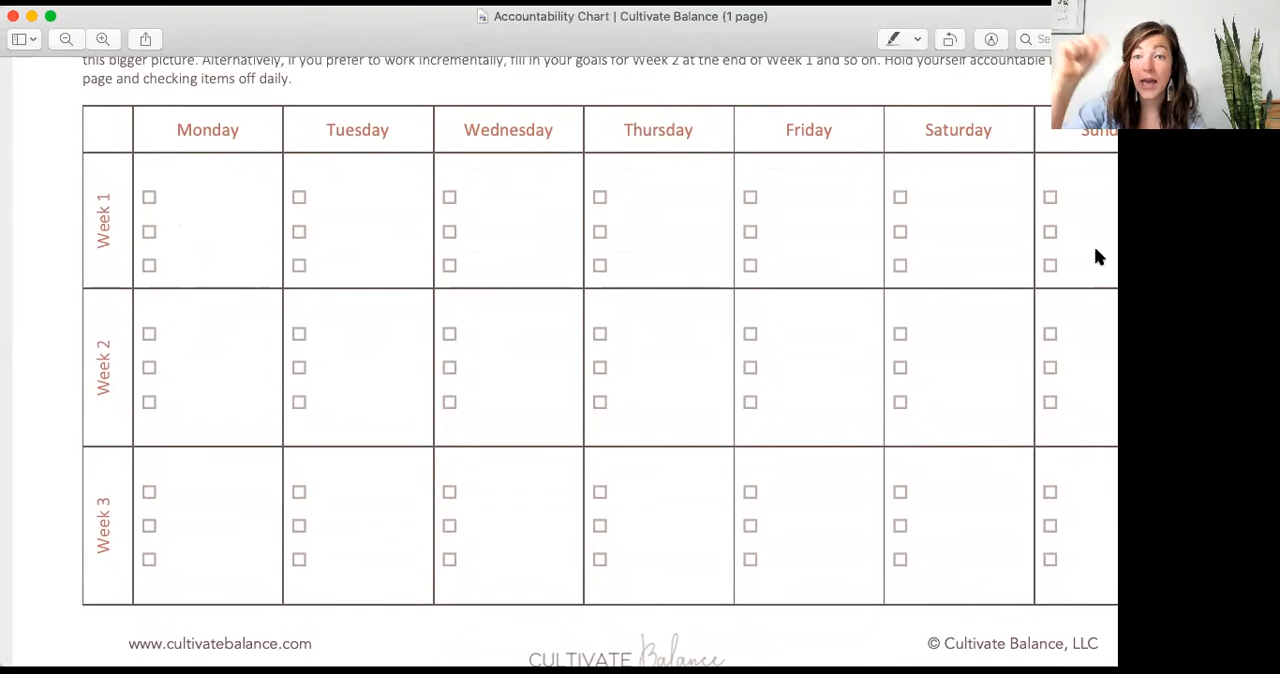 Accountability Chart | Cultivate Balance (1 page)
Se
this bigger picture. Alternatively, if you prefer to work incrementally, fill in your goals for Week 2 at the end of Week 1 and so on. Hold yourself accountable
page and checking items off daily.
Monday Tuesday Wednesday Thursday Friday Saturday Sund
Week 1
Week 2
Week 3
www.cultivatebalance.com
© Cultivate Balance, LLC
CULTIVATE Balance